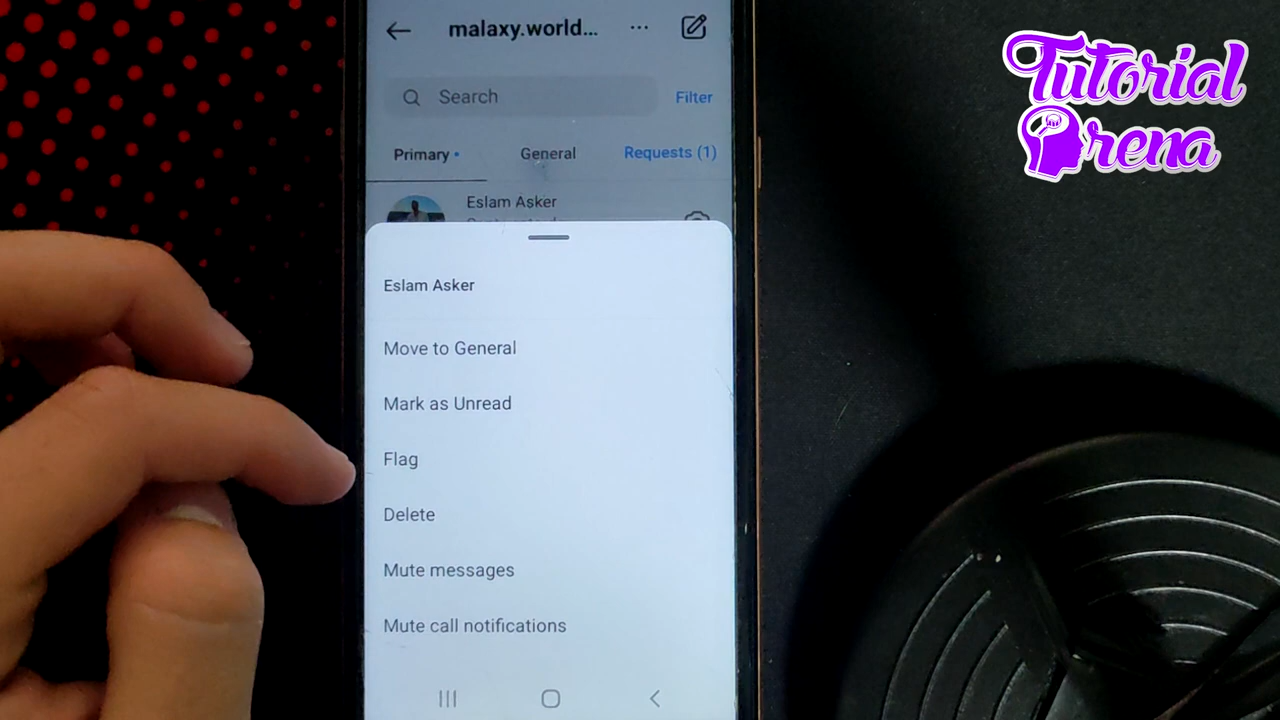 malaxy.world...
Search
Filter
Primary
General
Requests (1)
Eslam Asker
Eslam Asker
Move to General
Mark as Unread
Flag
Delete
Mute messages
Mute call notifications
Tutorial
Arena